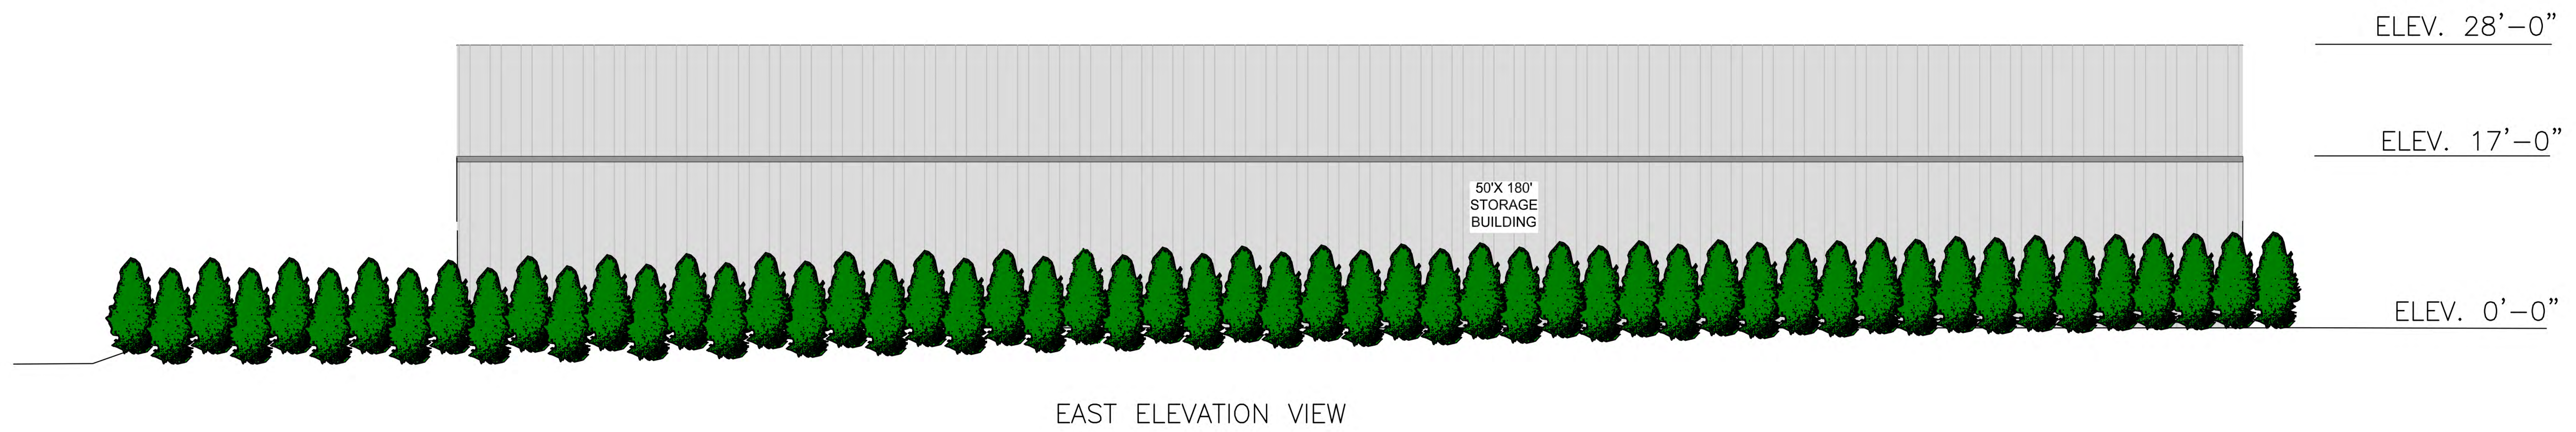 ELEV. 28'-0"
ELEV. 17'-0"
50'X 180'
STORAGE
BUILDING
ELEV. 0'-0"
EAST ELEVATION VIEW